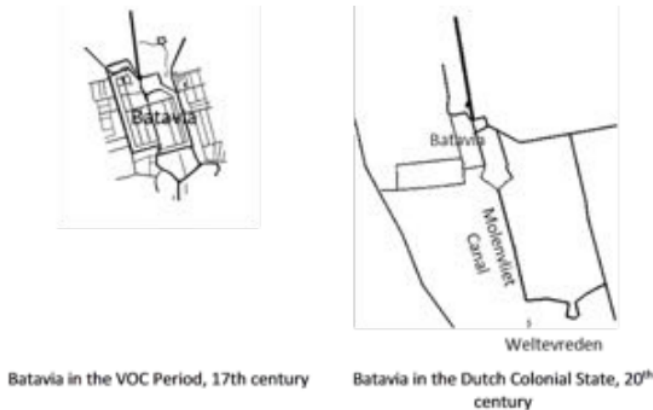 Batavia
Batavia
Molenvliet
Canal
Weltevreden
Batavia in the VOC Period, 17th century
Batavia in the Dutch Colonial State, 20th
century